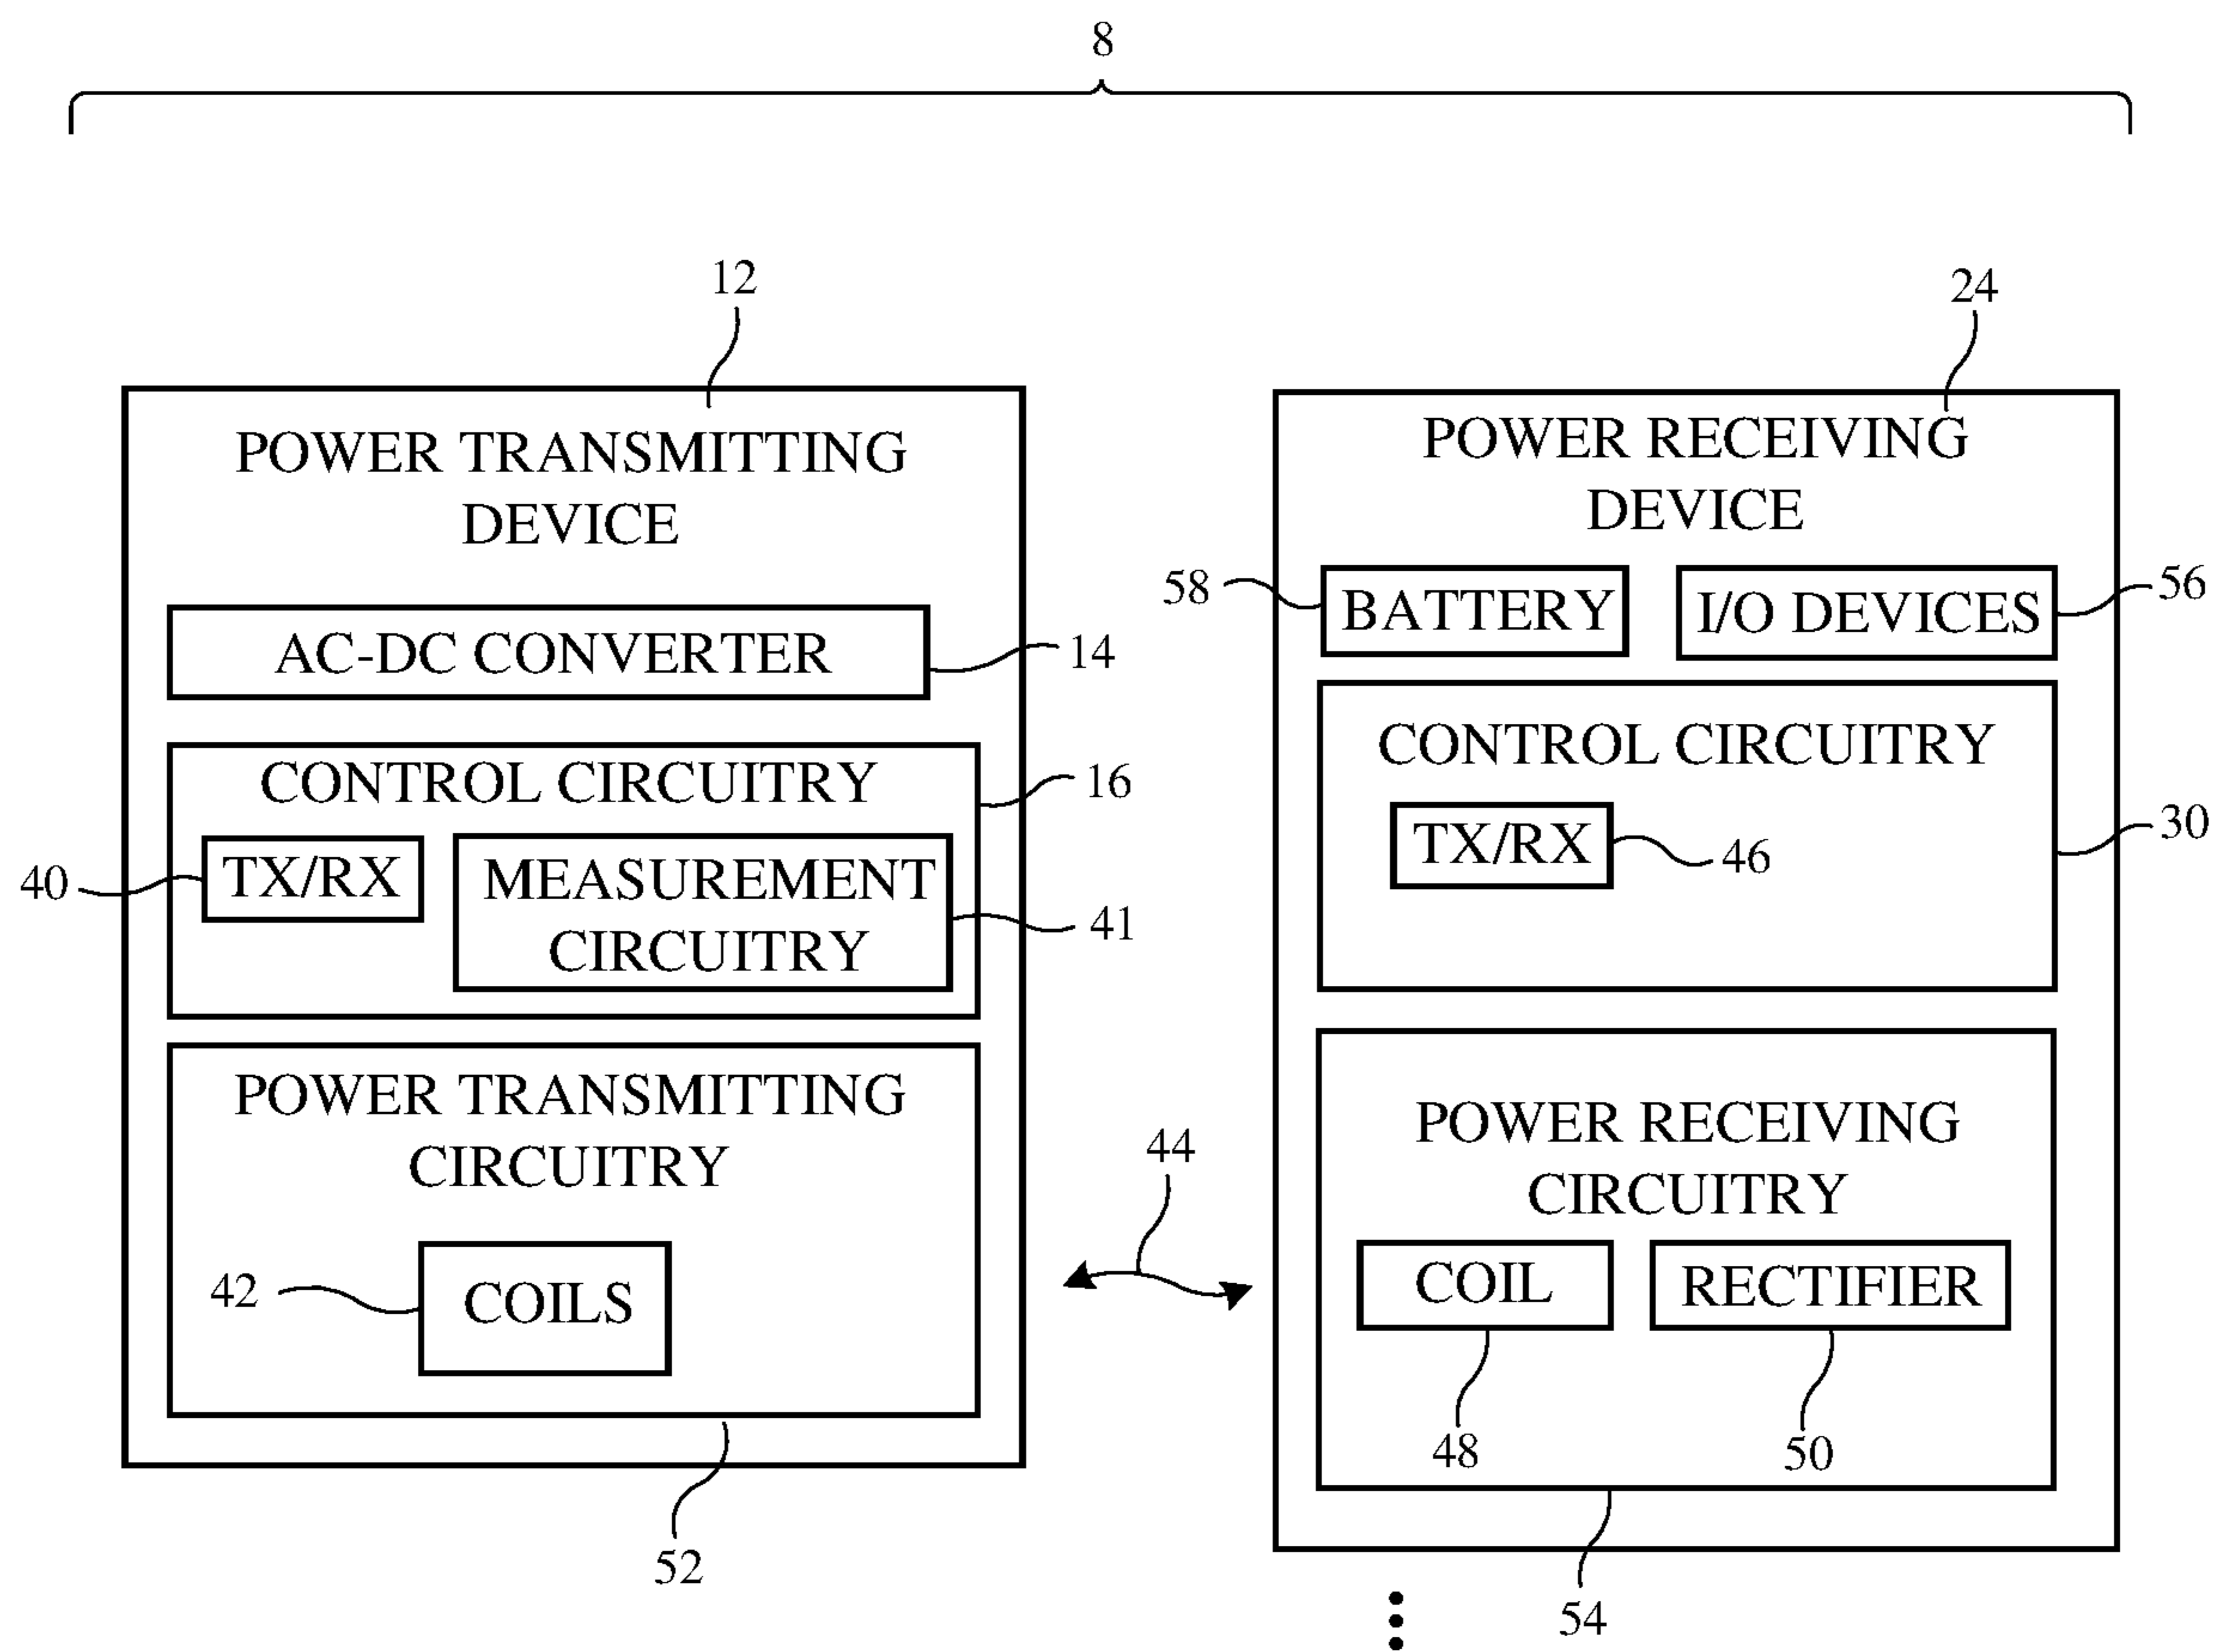 8
12
POWER TRANSMITTING
DEVICE
AC-DC CONVERTER
14
CONTROL CIRCUITRY
16
40
TX/RX
MEASUREMENT
CIRCUITRY
41
POWER TRANSMITTING
CIRCUITRY
42
COILS
52
44
24
POWER RECEIVING
DEVICE
58
BATTERY
I/O DEVICES
56
CONTROL CIRCUITRY
30
TX/RX
46
POWER RECEIVING
CIRCUITRY
COIL
RECTIFIER
48
50
54